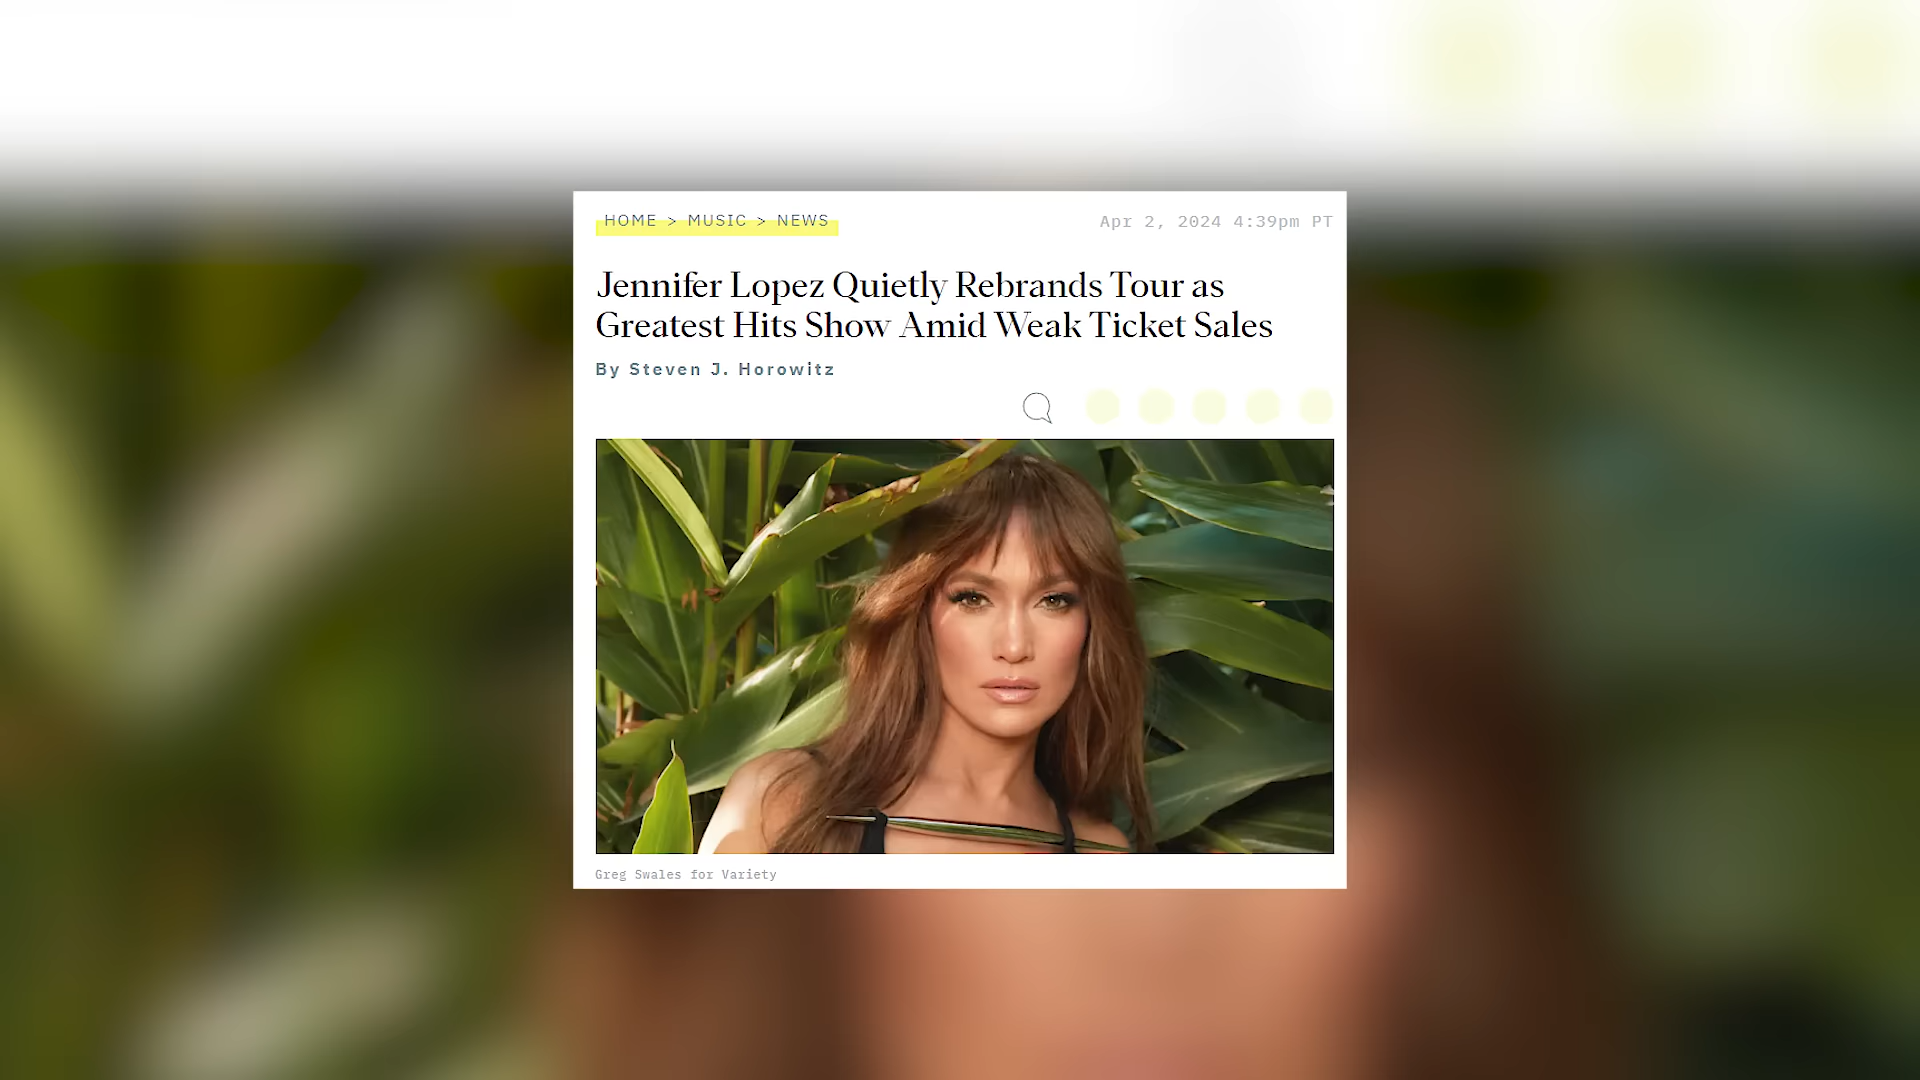 HOME > MUSIC > NEWS
Apr 2, 2024 4:39pm PT
Jennifer Lopez Quietly Rebrands Tour as
Greatest Hits Show Amid Weak Ticket Sales
By Steven J. Horowitz
Greg Swales for Variety